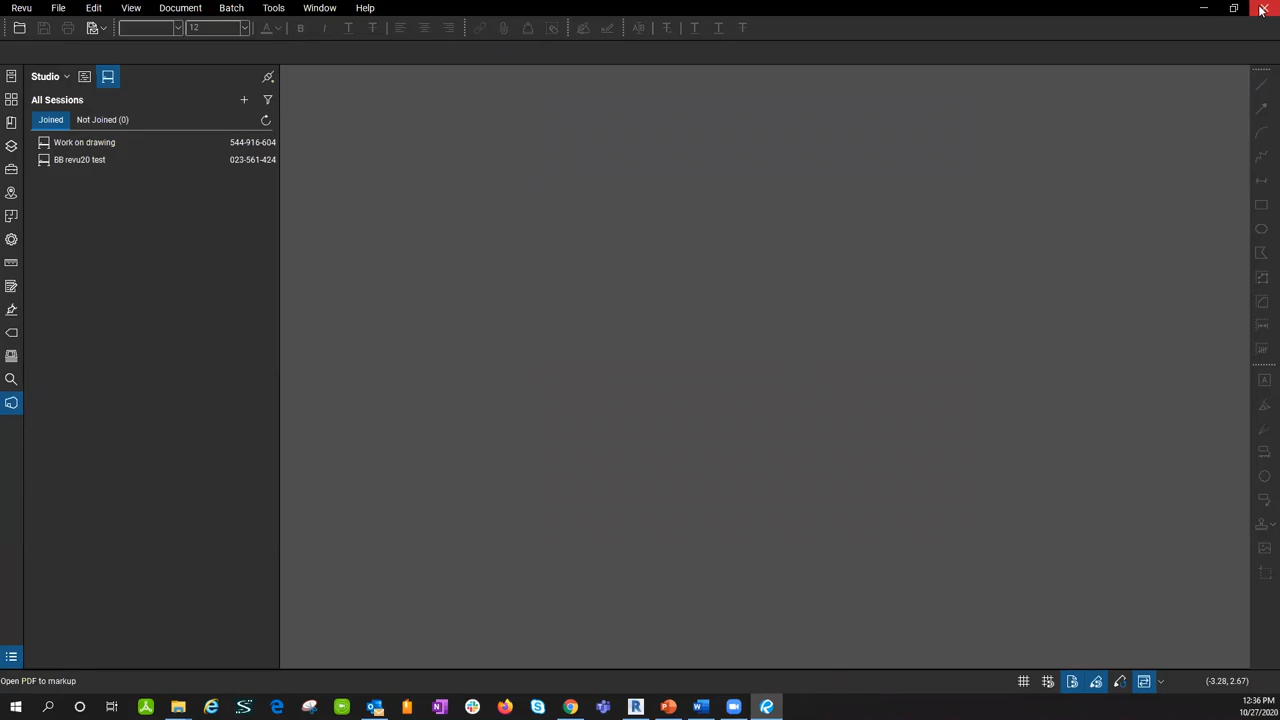 Revu File Edit View Document Batch Tools Window Help
12
Studio
All Sessions
Joined Not Joined (0)
Work on drawing 544-916-604
BB revu20 test 023-561-424
Open PDF to markup
(-3.28, 2.67)
12:36 PM
10/27/2020